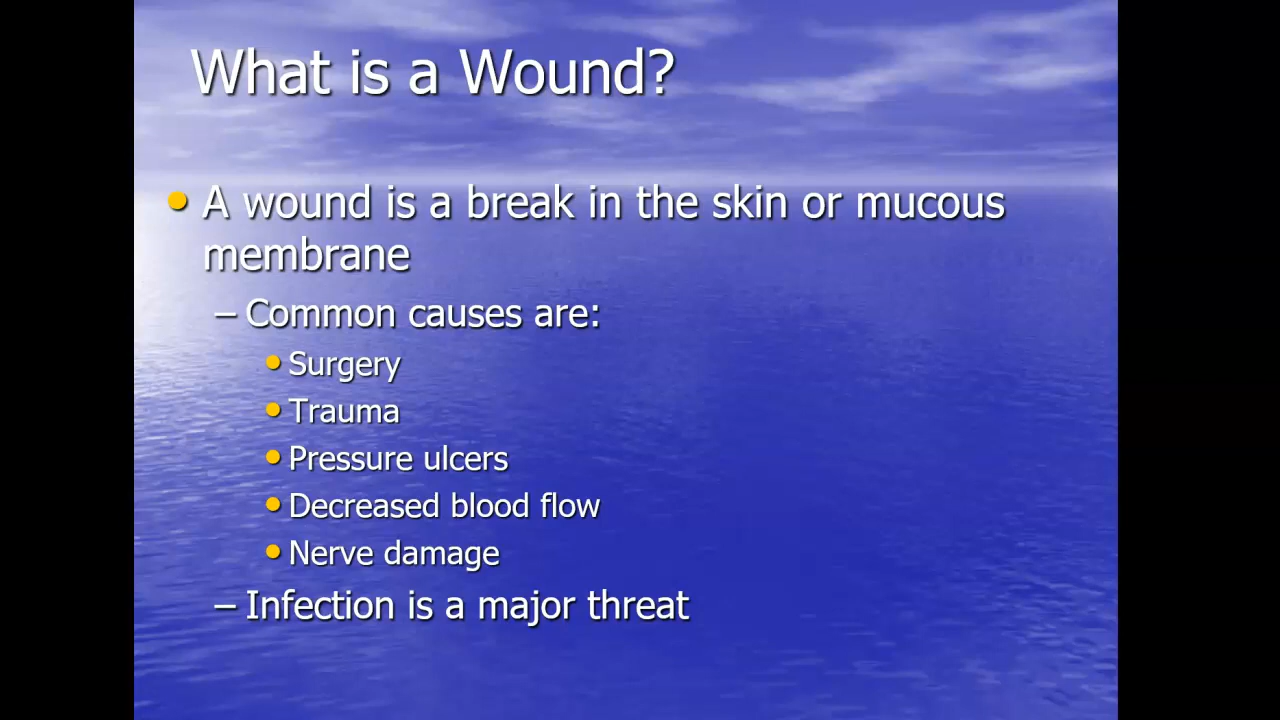 What is a Wound?
• A wound is a break in the skin or mucous
membrane
– Common causes are:
• Surgery
• Trauma
• Pressure ulcers
• Decreased blood flow
• Nerve damage
– Infection is a major threat